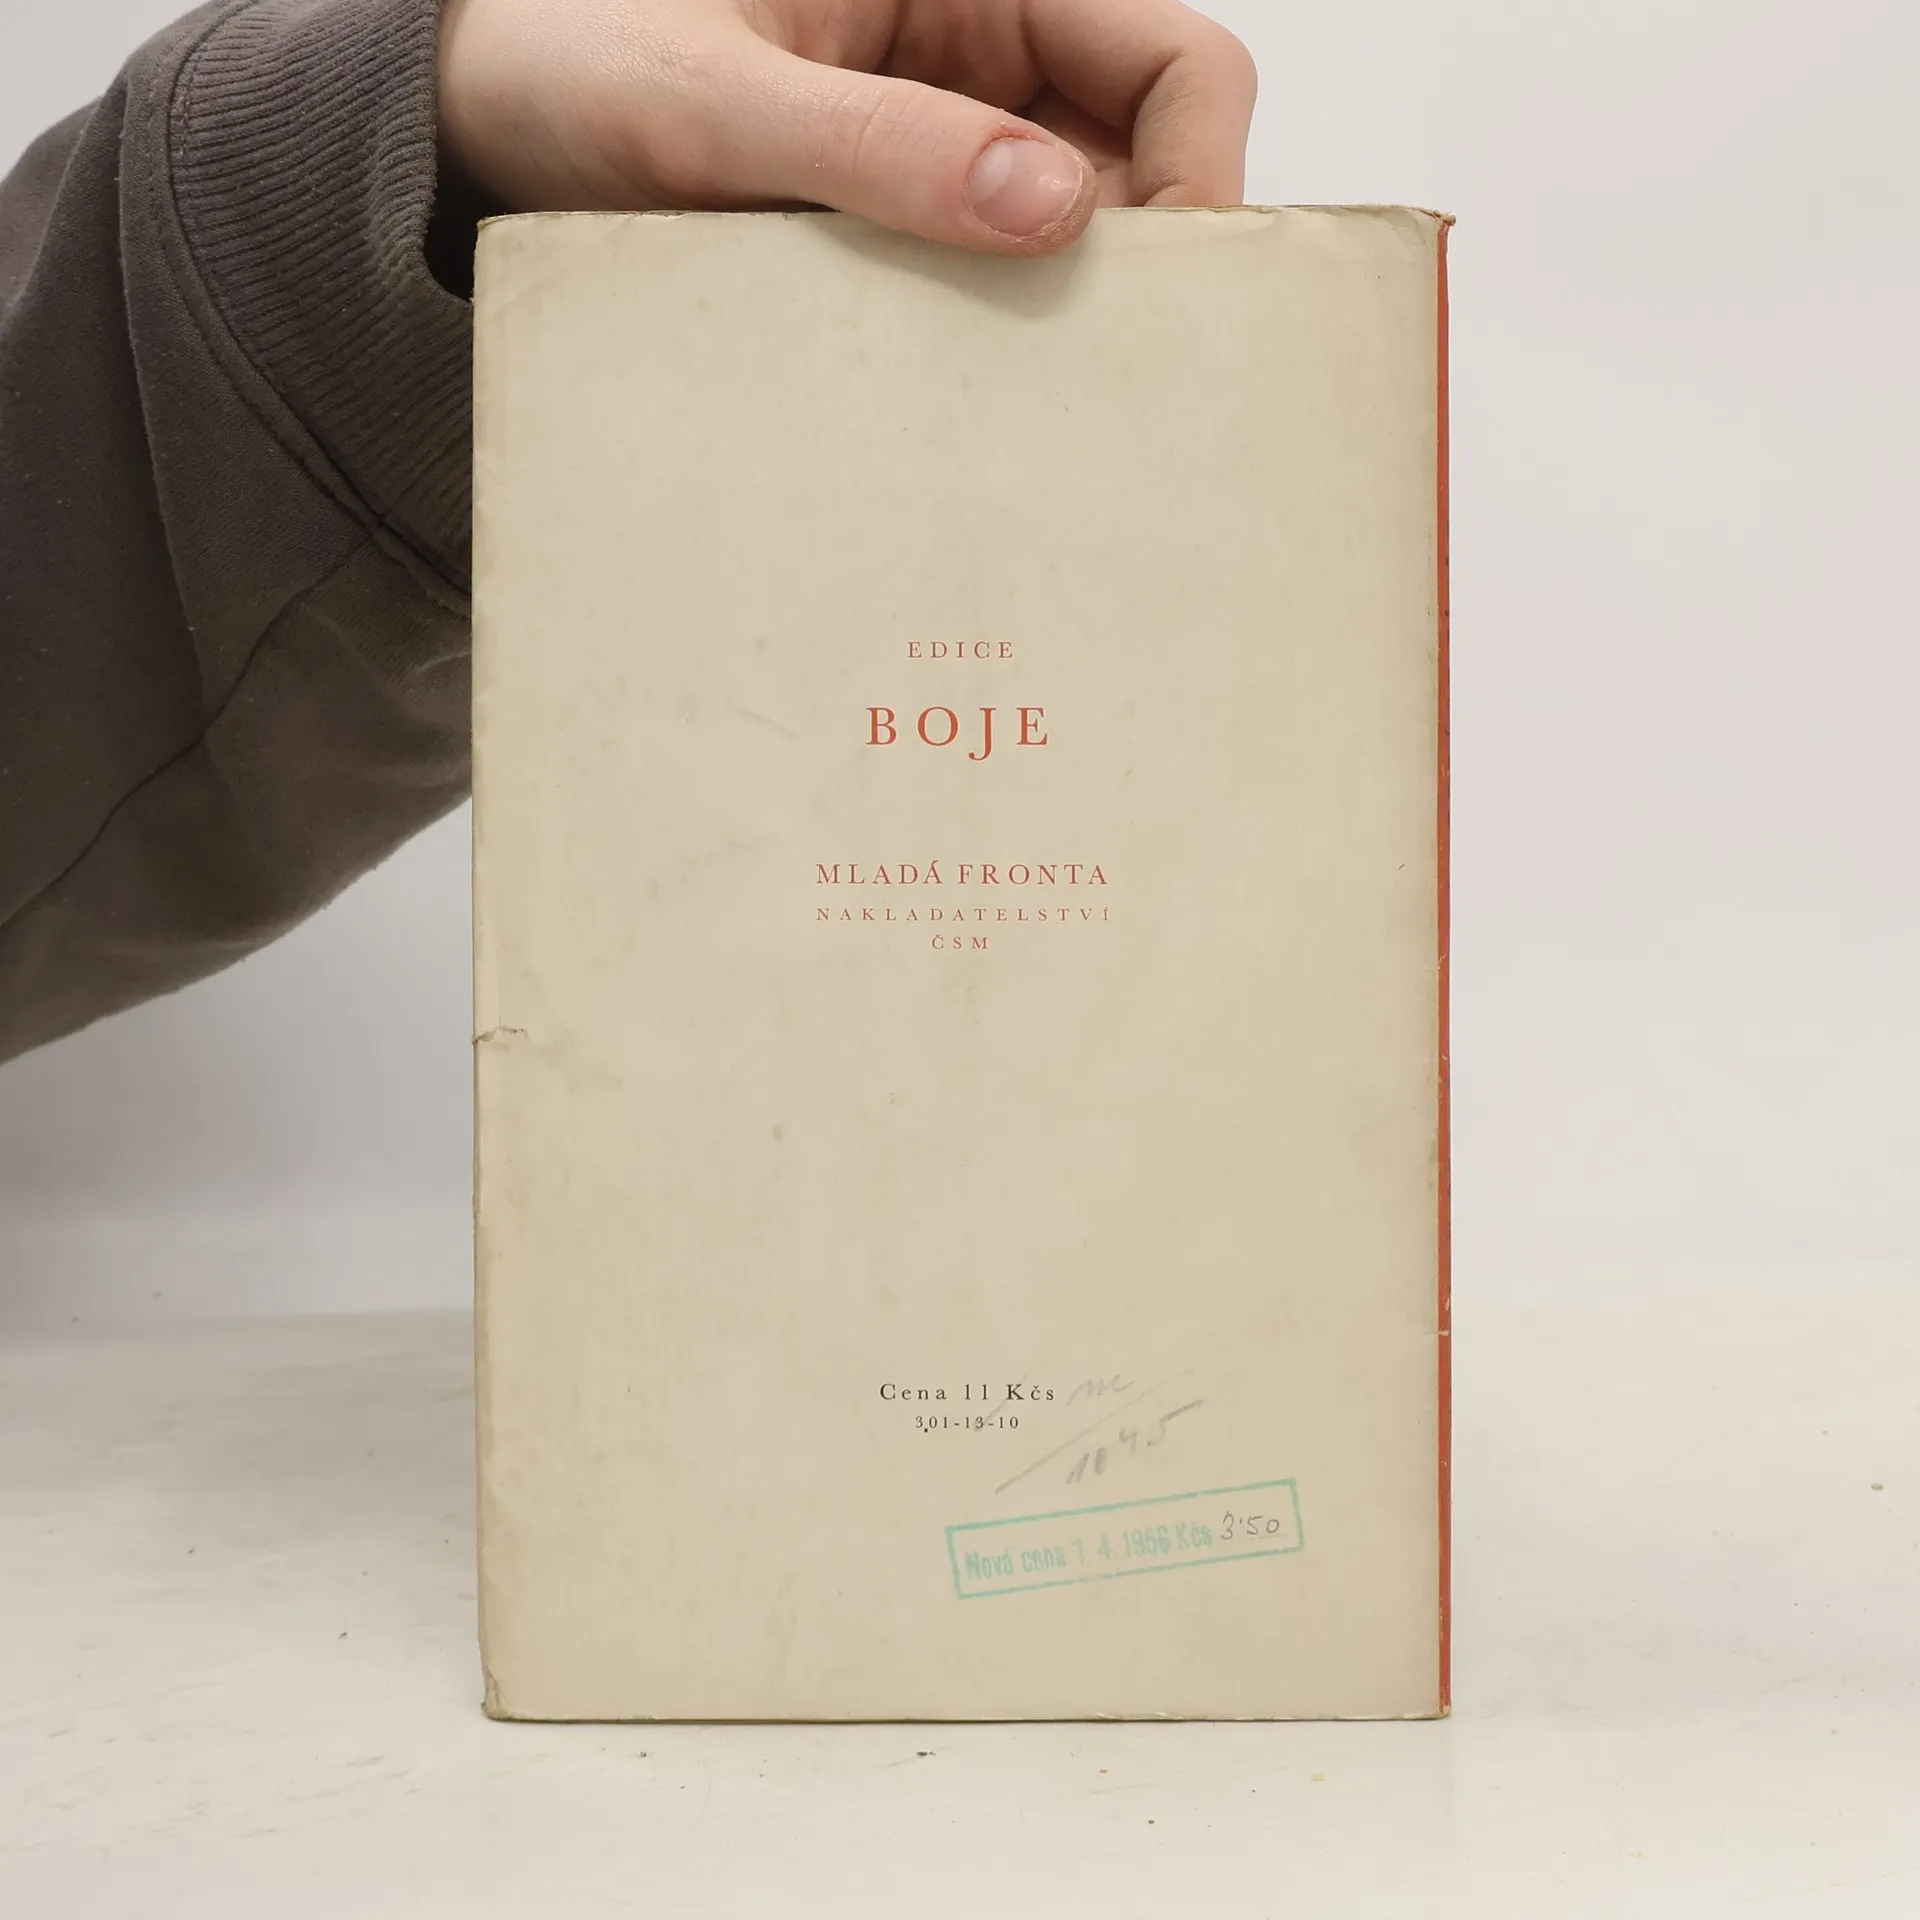 EDICE
BOJE
MLADÁ FRONTA
NAKLADATELSTVÍ
ČSM
Cena 11 Kčs
301-13-10
Nová cena 1. 4. 1956 Kčs 3'50